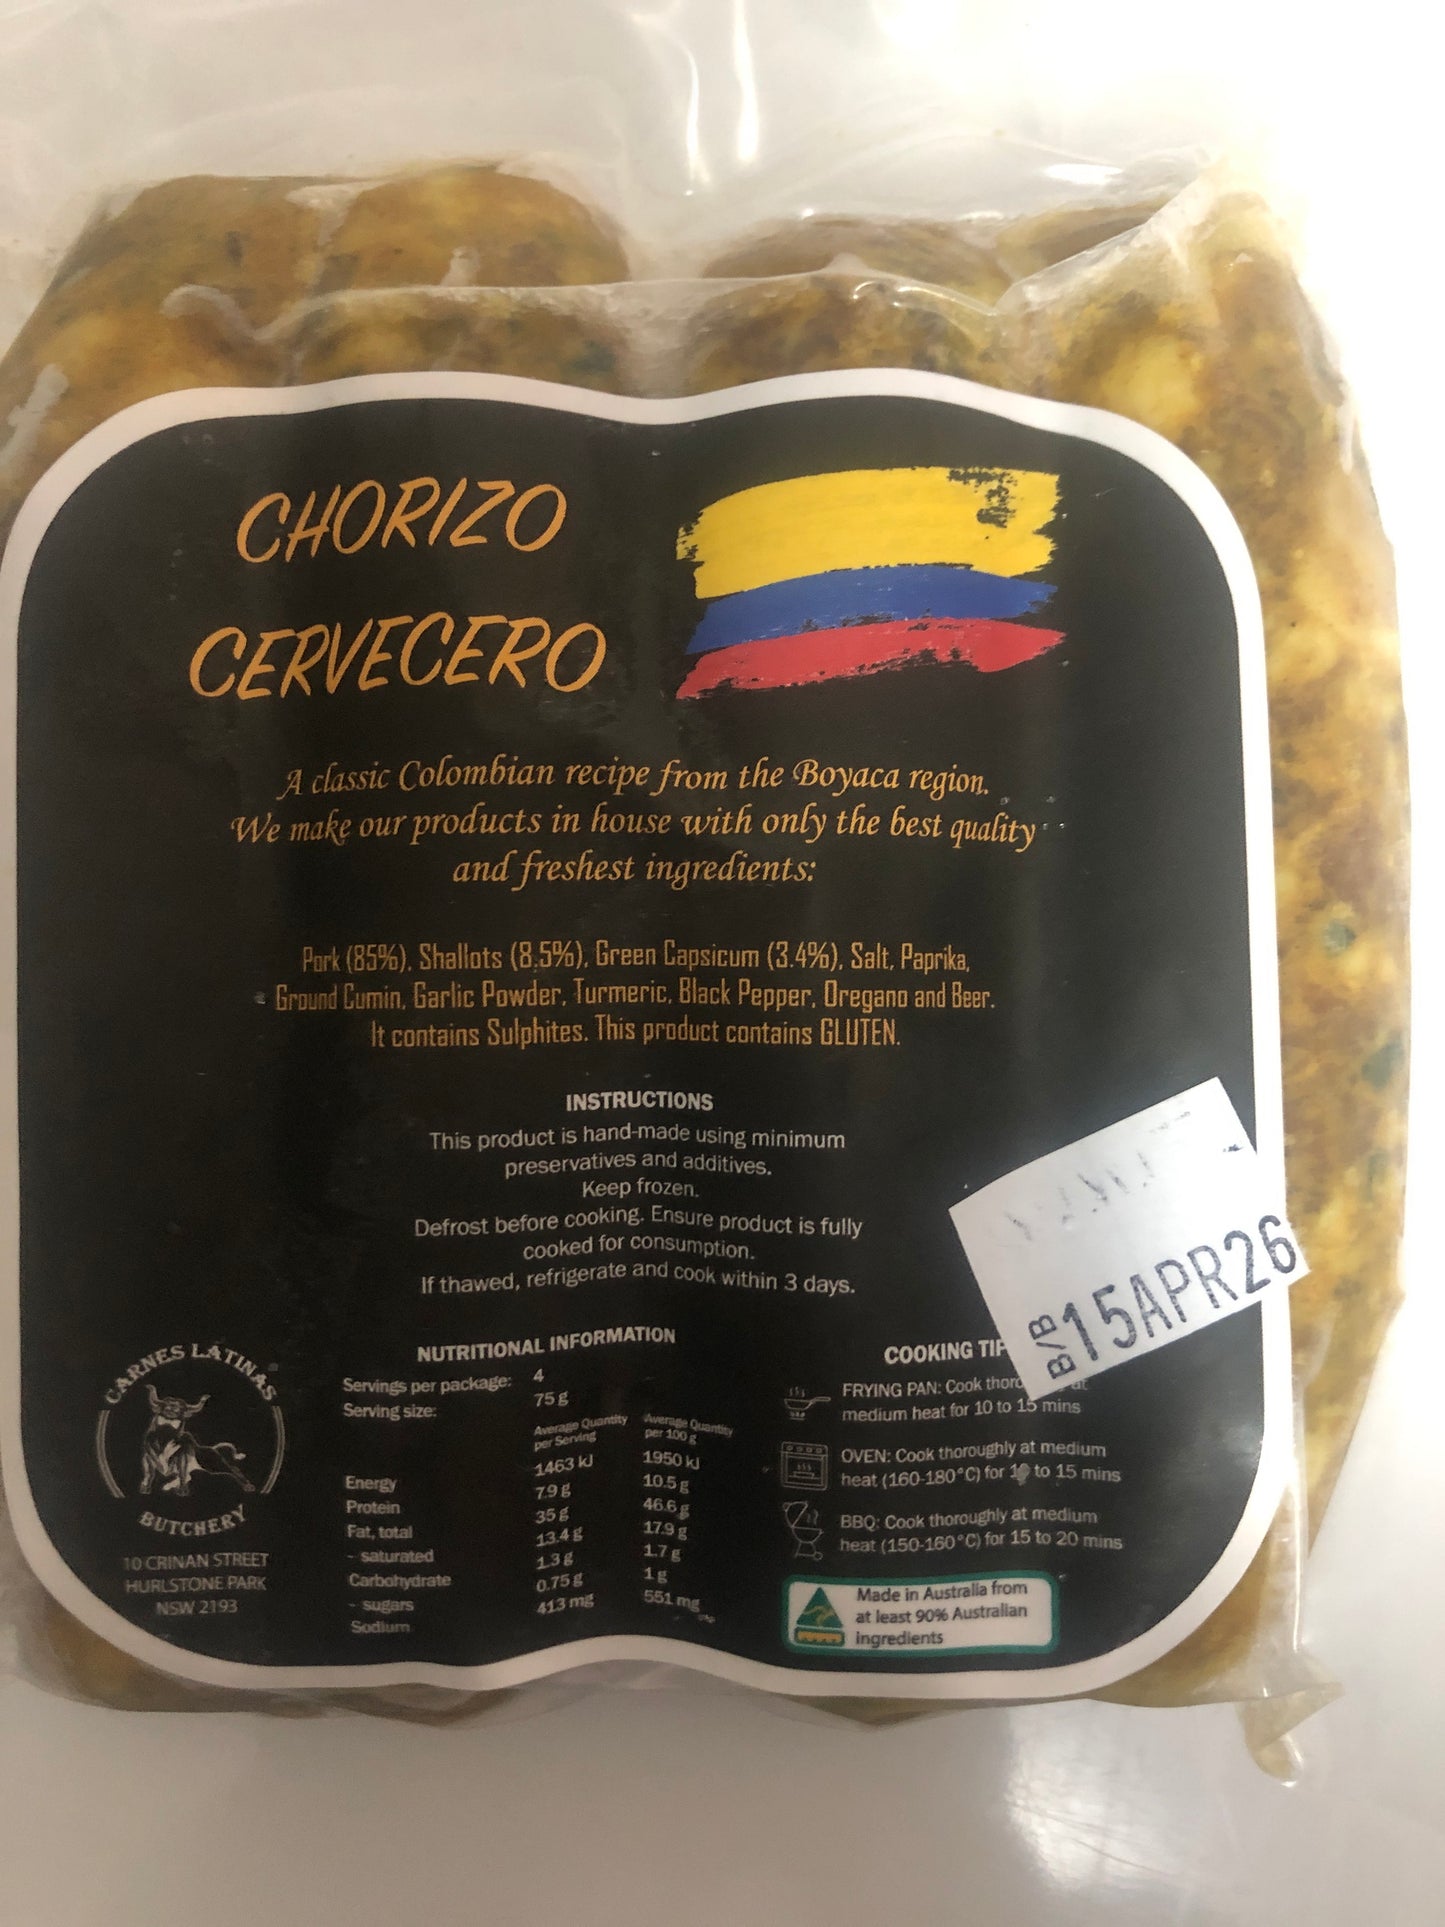 CHORIZO
CERVECERO
A classic Colombian recipe from the Boyaca region.
We make our products in house with only the best quality
and freshest ingredients:
Pork (85%), Shallots (8.5%), Green Capsicum (3.4%), Salt, Paprika,
Ground Cumin, Garlic Powder, Turmeric, Black Pepper, Oregano and Beer.
It contains Sulphites. This product contains GLUTEN.
INSTRUCTIONS
This product is hand-made using minimum
preservatives and additives.
Keep frozen.
Defrost before cooking. Ensure product is fully
cooked for consumption.
If thawed, refrigerate and cook within 3 days.
B/B 15APR26
CARNES LATINAS
BUTCHERY
10 CRINAN STREET
HURLSTONE PARK
NSW 2193
NUTRITIONAL INFORMATION
Servings per package: 4
Serving size: 75 g
Average Quantity per Serving Average Quantity per 100 g
Energy 1463 kJ 1950 kJ
Protein 7.9 g 10.5 g
Fat, total 35 g 46.6 g
- saturated 13.4 g 17.9 g
Carbohydrate 1.3 g 1.7 g
- sugars 0.75 g 1 g
Sodium 413 mg 551 mg
COOKING TIP
FRYING PAN: Cook thoro at
medium heat for 10 to 15 mins
OVEN: Cook thoroughly at medium
heat (160-180°C) for to 15 mins
BBQ: Cook thoroughly at medium
heat (150-160°C) for 15 to 20 mins
Made in Australia from
at least 90% Australian
ingredients